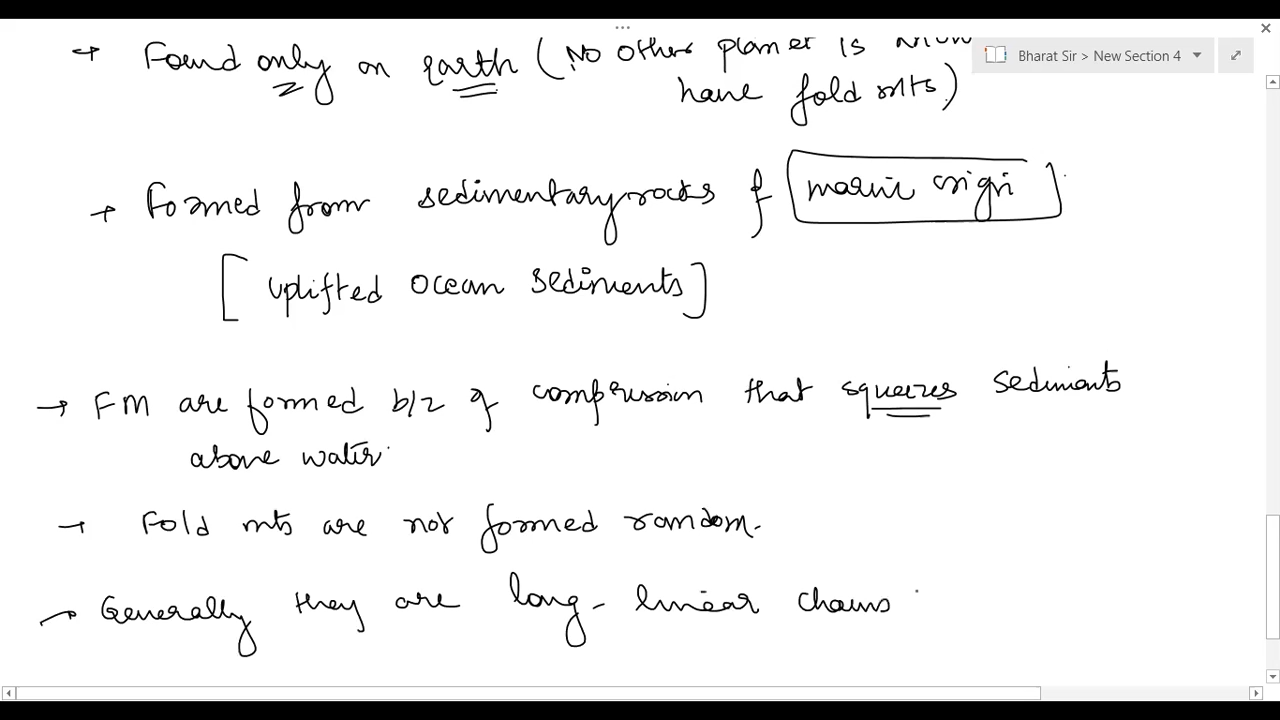 → Found only on earth (No other planet is know
Bharat Sir > New Section 4
have fold mts)
→ Formed from sedimentary rocks of marine origin
[uplifted ocean sediments]
→ FM are formed b/z of compression that squeezes sediments
above water.
→ Fold mts are not formed random.
→ Generally they are long - linear chains